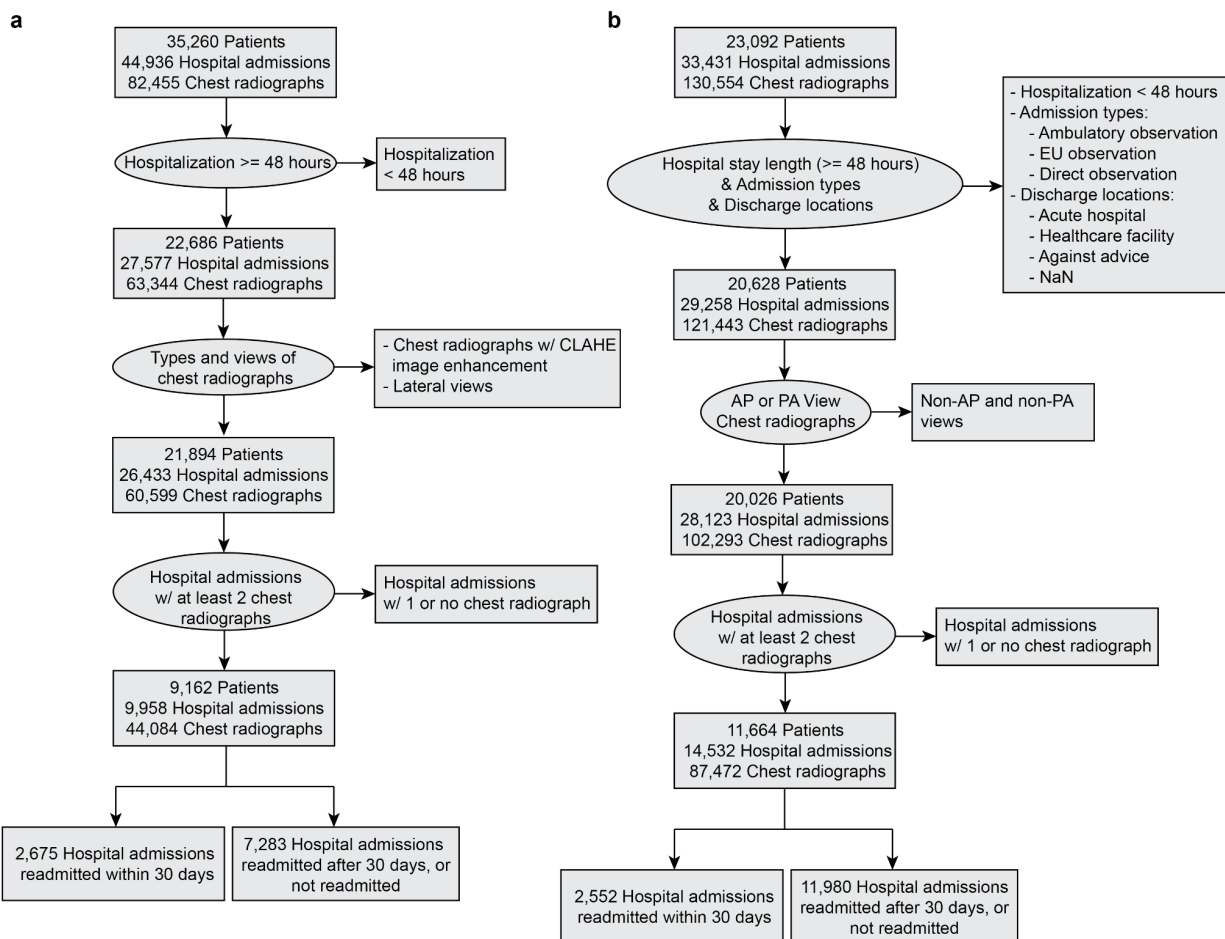 a
35,260 Patients
44,936 Hospital admissions
82,455 Chest radiographs
Hospitalization >= 48 hours
Hospitalization
< 48 hours
22,686 Patients
27,577 Hospital admissions
63,344 Chest radiographs
Types and views of
chest radiographs
- Chest radiographs w/ CLAHE
image enhancement
- Lateral views
21,894 Patients
26,433 Hospital admissions
60,599 Chest radiographs
Hospital admissions
w/ at least 2 chest
radiographs
Hospital admissions
w/ 1 or no chest radiograph
9,162 Patients
9,958 Hospital admissions
44,084 Chest radiographs
2,675 Hospital admissions
readmitted within 30 days
7,283 Hospital admissions
readmitted after 30 days, or
not readmitted
b
23,092 Patients
33,431 Hospital admissions
130,554 Chest radiographs
Hospital stay length (>= 48 hours)
& Admission types
& Discharge locations
- Hospitalization < 48 hours
- Admission types:
- Ambulatory observation
- EU observation
- Direct observation
- Discharge locations:
- Acute hospital
- Healthcare facility
- Against advice
- NaN
20,628 Patients
29,258 Hospital admissions
121,443 Chest radiographs
AP or PA View
Chest radiographs
Non-AP and non-PA
views
20,026 Patients
28,123 Hospital admissions
102,293 Chest radiographs
Hospital admissions
w/ at least 2 chest
radiographs
Hospital admissions
w/ 1 or no chest radiograph
11,664 Patients
14,532 Hospital admissions
87,472 Chest radiographs
2,552 Hospital admissions
readmitted within 30 days
11,980 Hospital admissions
readmitted after 30 days, or
not readmitted